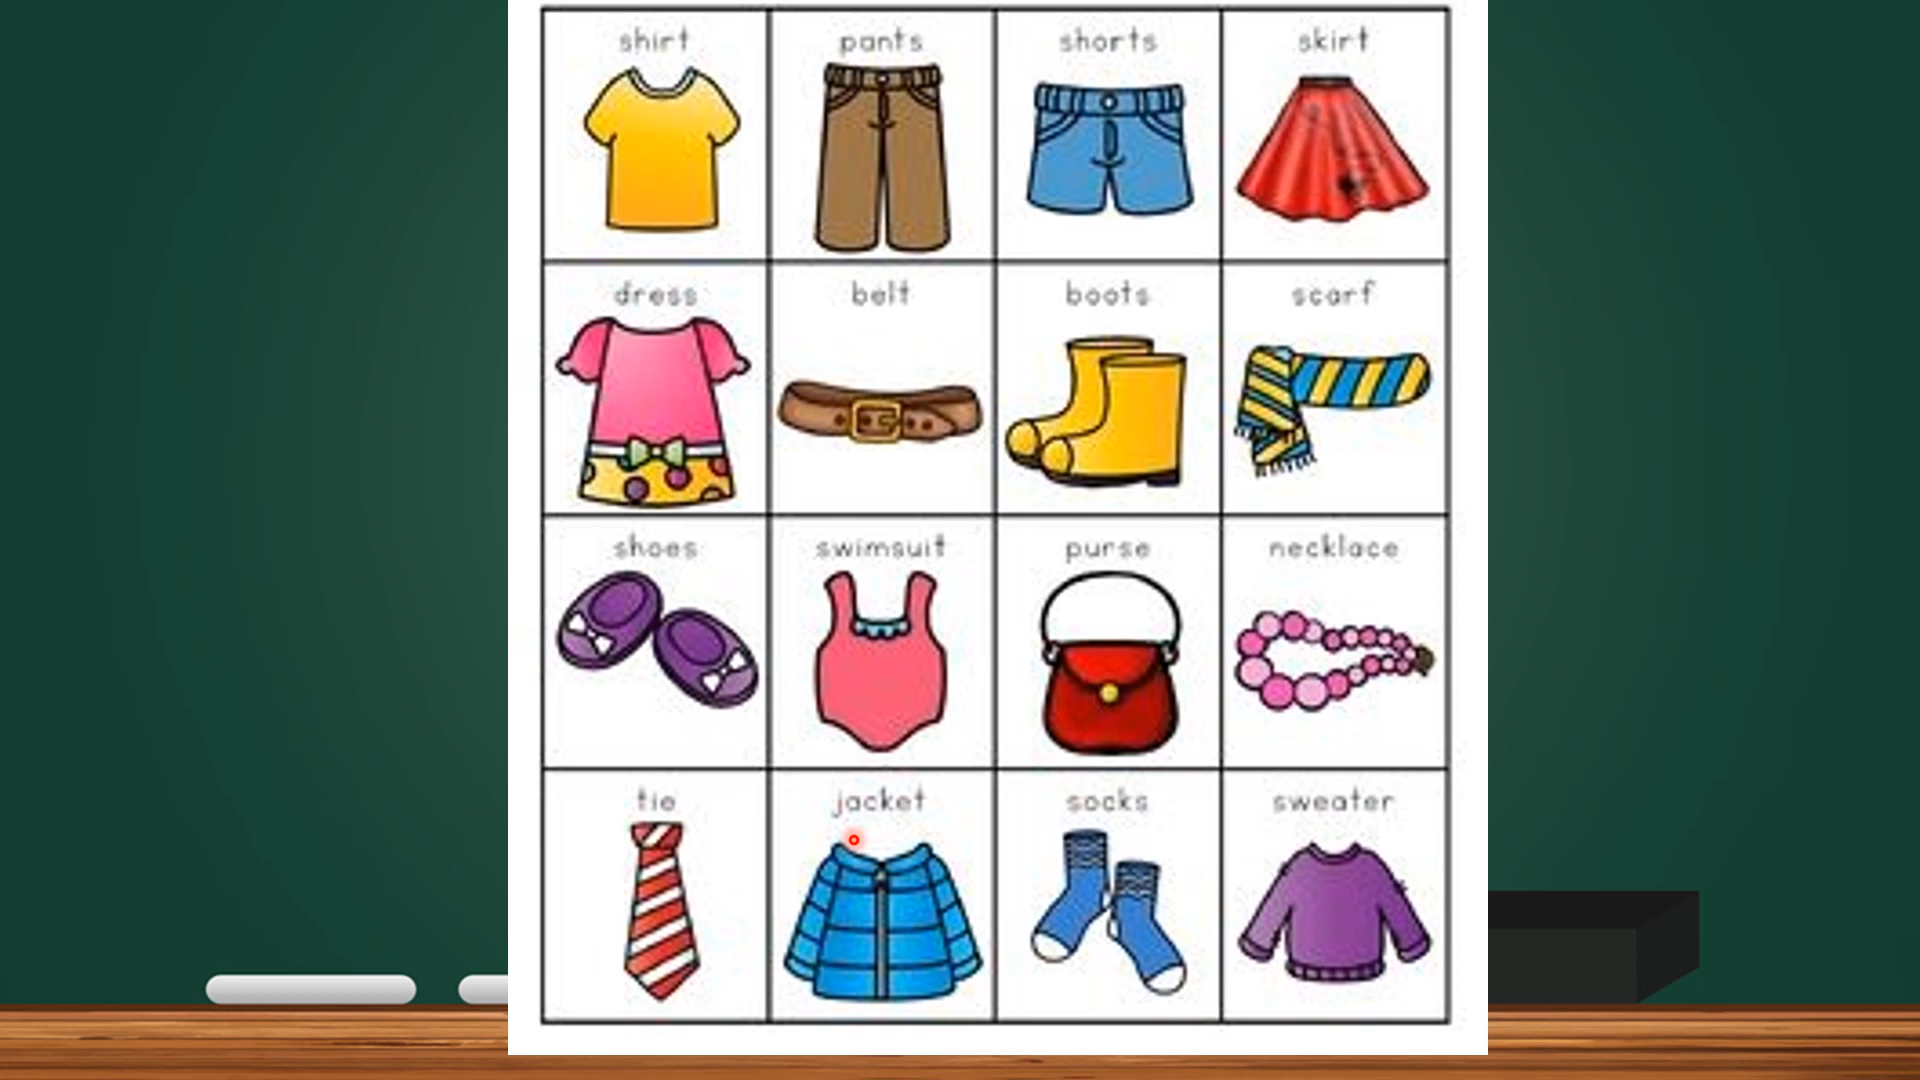 shirt
pants
shorts
skirt
dress
belt
boots
scarf
shoes
swimsuit
purse
necklace
tie
jacket
socks
sweater